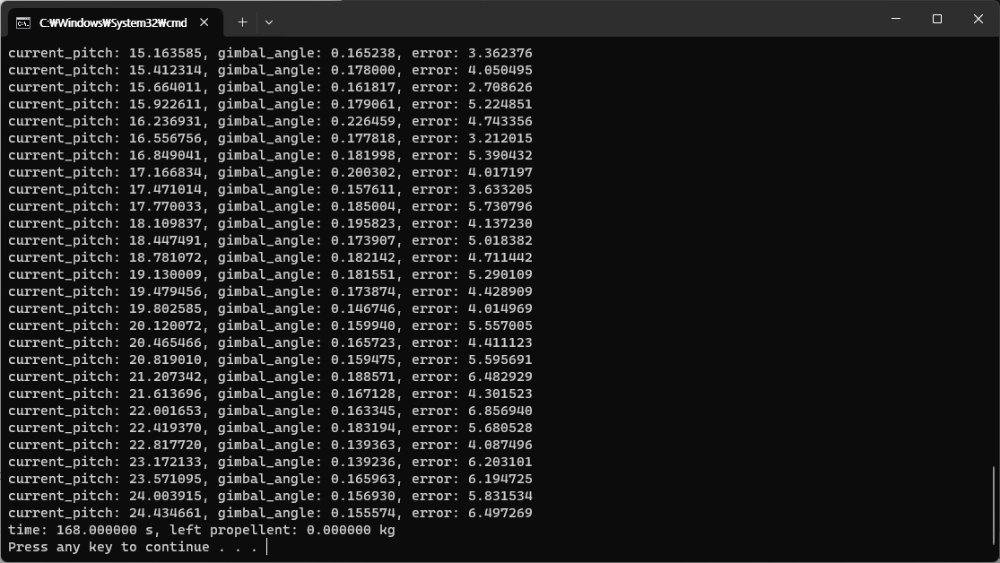 C:₩Windows₩System32₩cmd
current_pitch: 15.163585, gimbal_angle: 0.165238, error: 3.362376
current_pitch: 15.412314, gimbal_angle: 0.178000, error: 4.050495
current_pitch: 15.664011, gimbal_angle: 0.161817, error: 2.708626
current_pitch: 15.922611, gimbal_angle: 0.179061, error: 5.224851
current_pitch: 16.236931, gimbal_angle: 0.226459, error: 4.743356
current_pitch: 16.556756, gimbal_angle: 0.177818, error: 3.212015
current_pitch: 16.849041, gimbal_angle: 0.181998, error: 5.390432
current_pitch: 17.166834, gimbal_angle: 0.200302, error: 4.017197
current_pitch: 17.471014, gimbal_angle: 0.157611, error: 3.633205
current_pitch: 17.770033, gimbal_angle: 0.185004, error: 5.730796
current_pitch: 18.109837, gimbal_angle: 0.195823, error: 4.137230
current_pitch: 18.447491, gimbal_angle: 0.173907, error: 5.018382
current_pitch: 18.781072, gimbal_angle: 0.182142, error: 4.711442
current_pitch: 19.130009, gimbal_angle: 0.181551, error: 5.290109
current_pitch: 19.479456, gimbal_angle: 0.173874, error: 4.428909
current_pitch: 19.802585, gimbal_angle: 0.146746, error: 4.014969
current_pitch: 20.120072, gimbal_angle: 0.159940, error: 5.557005
current_pitch: 20.465466, gimbal_angle: 0.165723, error: 4.411123
current_pitch: 20.819010, gimbal_angle: 0.159475, error: 5.595691
current_pitch: 21.207342, gimbal_angle: 0.188571, error: 6.482929
current_pitch: 21.613696, gimbal_angle: 0.167128, error: 4.301523
current_pitch: 22.001653, gimbal_angle: 0.163345, error: 6.856940
current_pitch: 22.419370, gimbal_angle: 0.183194, error: 5.680528
current_pitch: 22.817720, gimbal_angle: 0.139363, error: 4.087496
current_pitch: 23.172133, gimbal_angle: 0.139236, error: 6.203101
current_pitch: 23.571095, gimbal_angle: 0.165963, error: 6.194725
current_pitch: 24.003915, gimbal_angle: 0.156930, error: 5.831534
current_pitch: 24.434661, gimbal_angle: 0.155574, error: 6.497269
time: 168.000000 s, left propellent: 0.000000 kg
Press any key to continue . . .